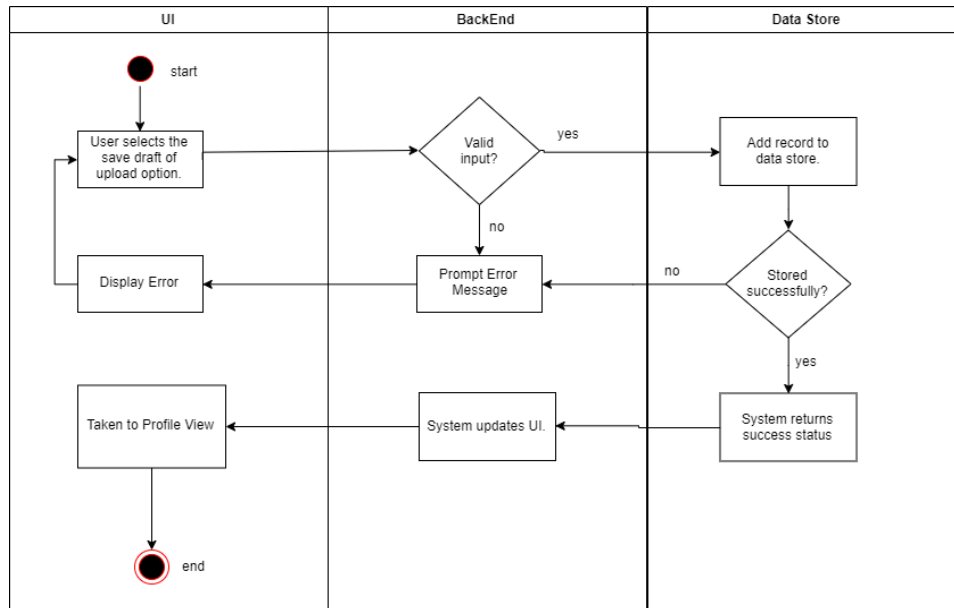 UI
BackEnd
Data Store
start
User selects the
save draft of
upload option.
Valid
input?
yes
Add record to
data store.
no
Display Error
Prompt Error
Message
no
Stored
successfully?
yes
Taken to Profile View
System updates UI.
System returns
success status
end